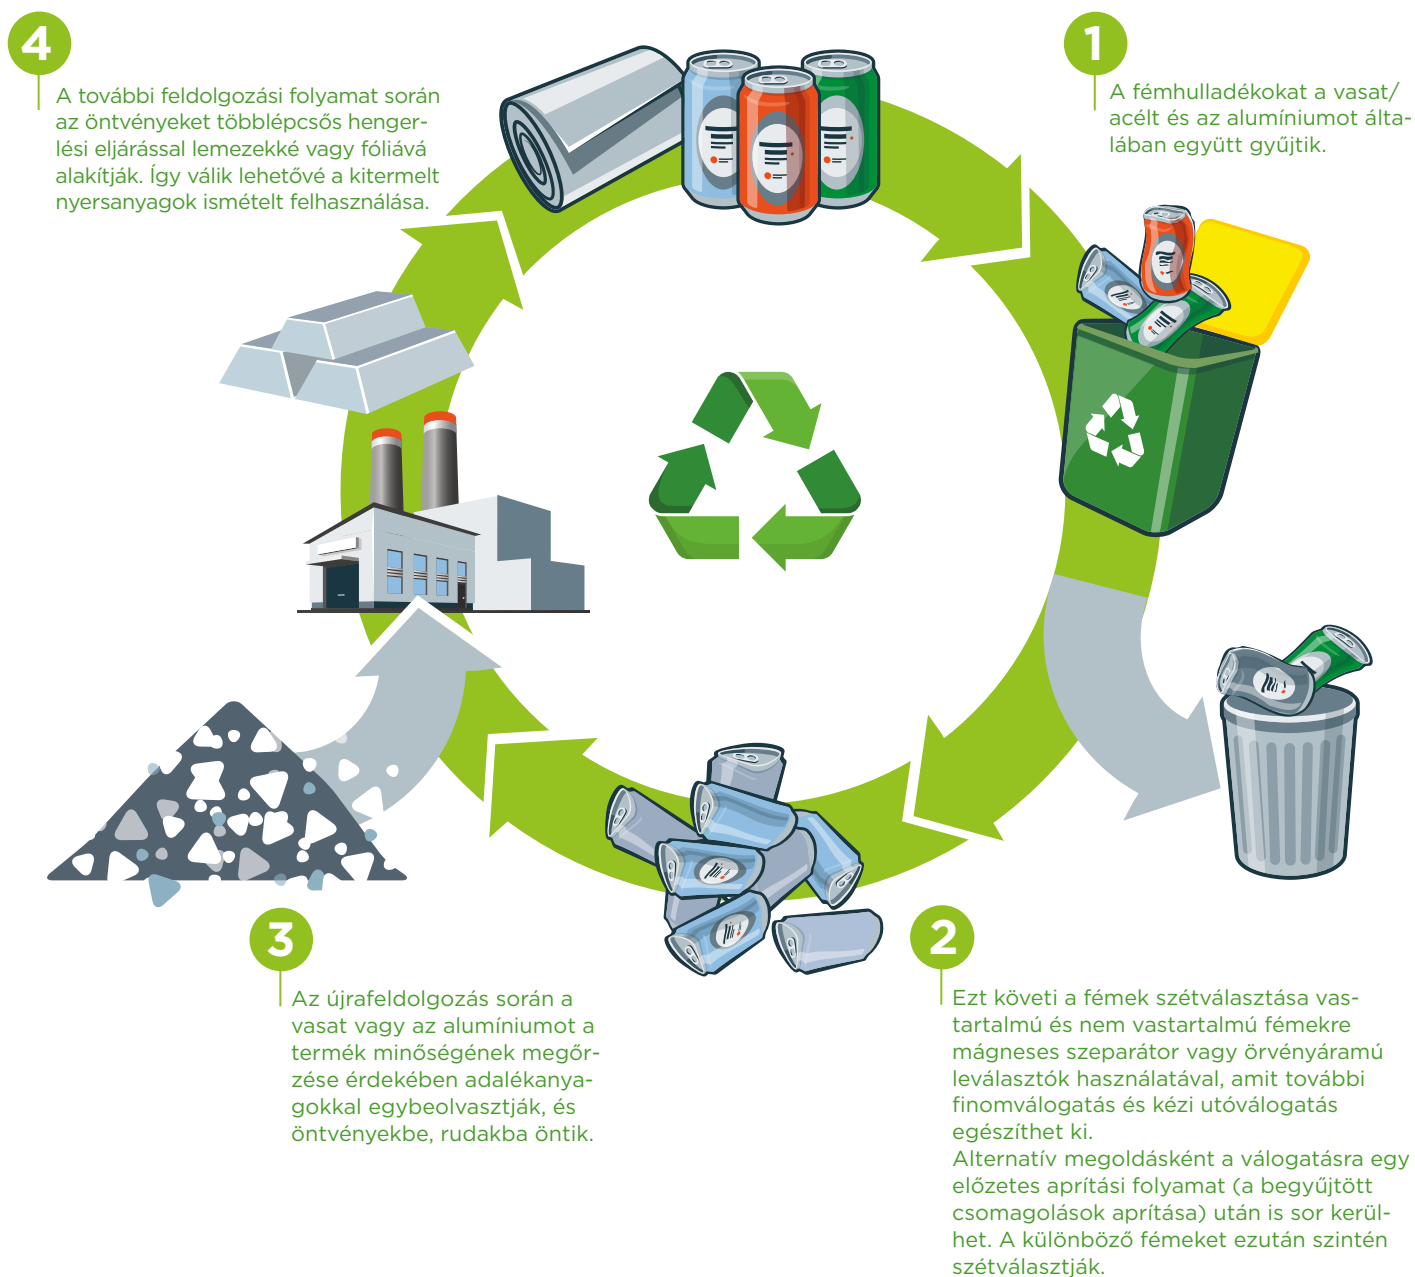 1
A fémhulladékokat a vasat/
acélt és az alumíniumot álta-
lában együtt gyűjtik.
2
Ezt követi a fémek szétválasztása vas-
tartalmú és nem vastartalmú fémekre
mágneses szeparátor vagy örvényáramú
leválasztók használatával, amit további
finomválogatás és kézi utóválogatás
egészíthet ki.
Alternatív megoldásként a válogatásra egy
előzetes aprítási folyamat (a begyűjtött
csomagolások aprítása) után is sor kerül-
het. A különböző fémeket ezután szintén
szétválasztják.
3
Az újrafeldolgozás során a
vasat vagy az alumíniumot a
termék minőségének megőr-
zése érdekében adalékanya-
gokkal egybeolvasztják, és
öntvényekbe, rudakba öntik.
4
A további feldolgozási folyamat során
az öntvényeket többlépcsős henger-
lési eljárással lemezekké vagy fóliává
alakítják. Így válik lehetővé a kitermelt
nyersanyagok ismételt felhasználása.